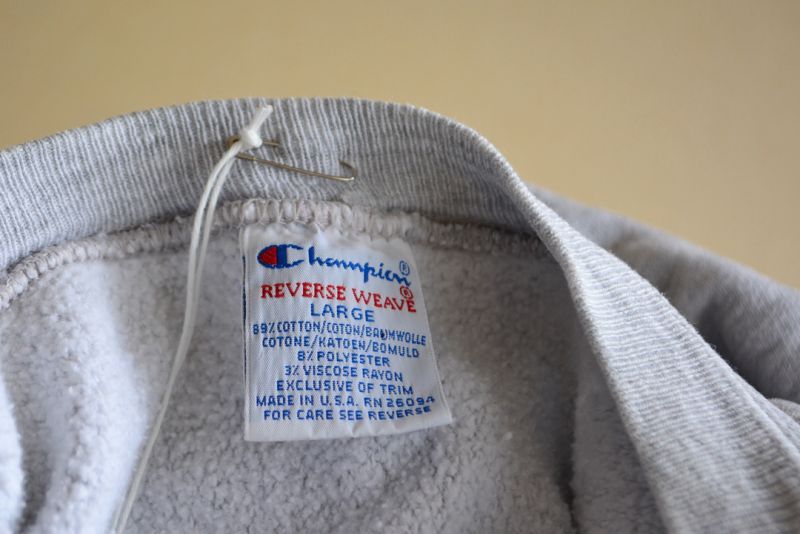 Champion®
REVERSE WEAVE®
LARGE
89% COTTON/COTON/BAUMWOLLE
COTONE/KATOEN/BOMULD
8% POLYESTER
3% VISCOSE RAYON
EXCLUSIVE OF TRIM
MADE IN U.S.A. RN 26094
FOR CARE SEE REVERSE